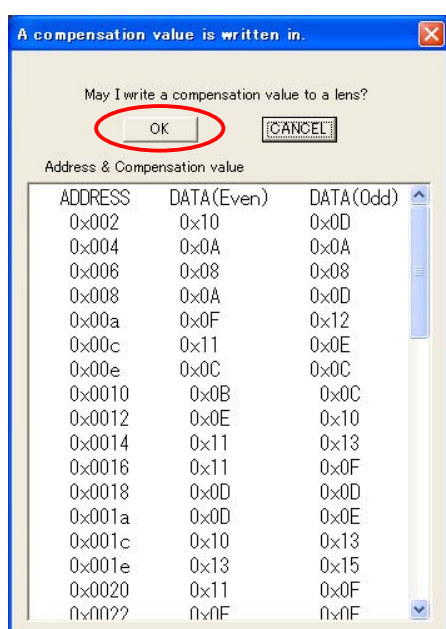 A compensation value is written in.
May I write a compensation value to a lens?
OK CANCEL
Address & Compensation value
ADDRESS DATA(Even) DATA(Odd)
0x002 0x10 0x0D
0x004 0x0A 0x0A
0x006 0x08 0x08
0x008 0x0A 0x0D
0x00a 0x0F 0x12
0x00c 0x11 0x0E
0x00e 0x0C 0x0C
0x0010 0x0B 0x0C
0x0012 0x0E 0x10
0x0014 0x11 0x13
0x0016 0x11 0x0F
0x0018 0x0D 0x0D
0x001a 0x0D 0x0E
0x001c 0x10 0x13
0x001e 0x13 0x15
0x0020 0x11 0x0F
0x0022